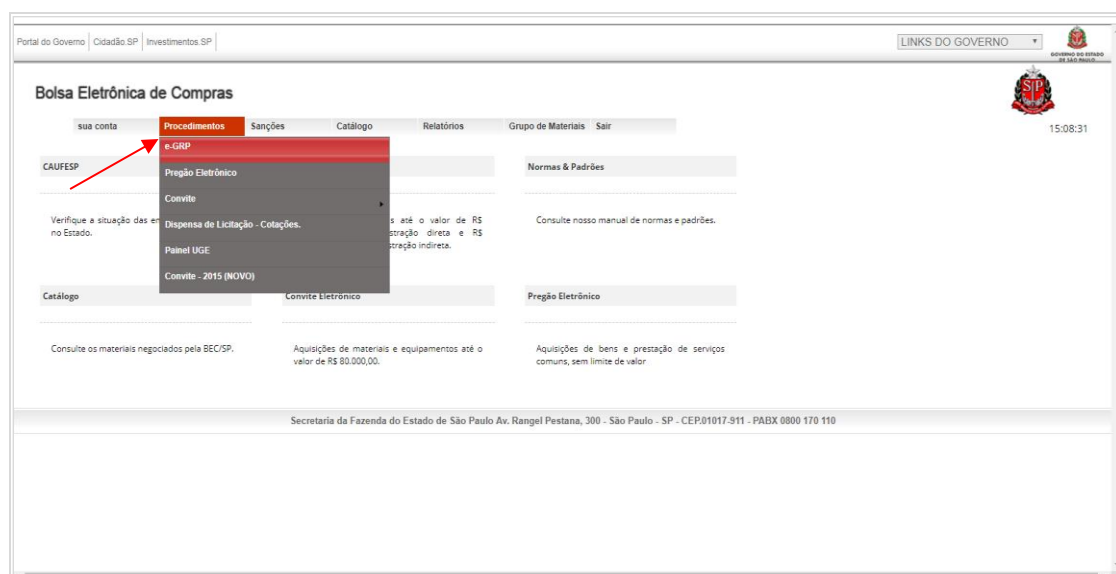 Portal do Governo Cidadão.SP Investimentos.SP LINKS DO GOVERNO
GOVERNO DO ESTADO
DE SÃO PAULO
SP
Bolsa Eletrônica de Compras
sua conta Procedimentos Sanções Catálogo Relatórios Grupo de Materiais Sair
15:08:31
e-GRP
Pregão Eletrônico
Convite
Dispensa de Licitação - Cotações.
Painel UGE
Convite - 2015 (NOVO)
CAUFESP
Verifique a situação das
no Estado.
s até o valor de R$
stração direta e R$
stração indireta.
Normas & Padrões
Consulte nosso manual de normas e padrões.
Catálogo Convite Eletrônico Pregão Eletrônico
Consulte os materiais negociados pela BEC/SP.
Aquisições de materiais e equipamentos até o
valor de R$ 80.000,00.
Aquisições de bens e prestação de serviços
comuns, sem limite de valor
Secretaria da Fazenda do Estado de São Paulo Av. Rangel Pestana, 300 - São Paulo - SP - CEP.01017-911 - PABX 0800 170 110